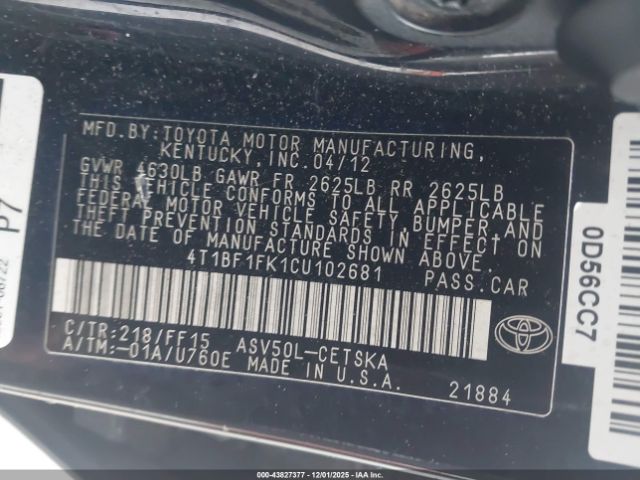 MFD. BY: TOYOTA MOTOR MANUFACTURING,
KENTUCKY, INC. 04/12
GVWR 4630LB GAWR FR 2625LB RR 2625LB
THIS VEHICLE CONFORMS TO ALL APPLICABLE
FEDERAL MOTOR VEHICLE SAFETY, BUMPER, AND
THEFT PREVENTION STANDARDS IN EFFECT ON
THE DATE OF MANUFACTURE SHOWN ABOVE.
4T1BF1FK1CU102681 PASS. CAR
C/TR: 218/FF15 ASV50L-CETSKA
A/TM: -01A/U760E MADE IN U.S.A.
21884
P7
0D56CC7
IAA
000-43827377 - 12/01/2025 - IAAI.COM